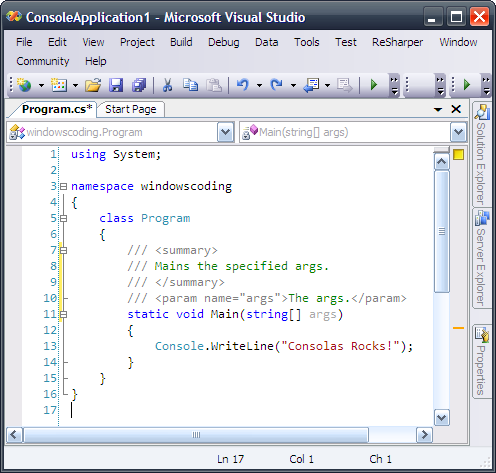 ConsoleApplication1 - Microsoft Visual Studio
File Edit View Project Build Debug Data Tools Test ReSharper Window
Community Help
Program.cs* Start Page
windowscoding.Program Main(string[] args)
1 using System;
2
3 namespace windowscoding
4 {
5 class Program
6 {
7 /// <summary>
8 /// Mains the specified args.
9 /// </summary>
10 /// <param name="args">The args.</param>
11 static void Main(string[] args)
12 {
13 Console.WriteLine("Consolas Rocks!");
14 }
15 }
16 }
17
Solution Explorer
Server Explorer
Properties
Ln 17 Col 1 Ch 1